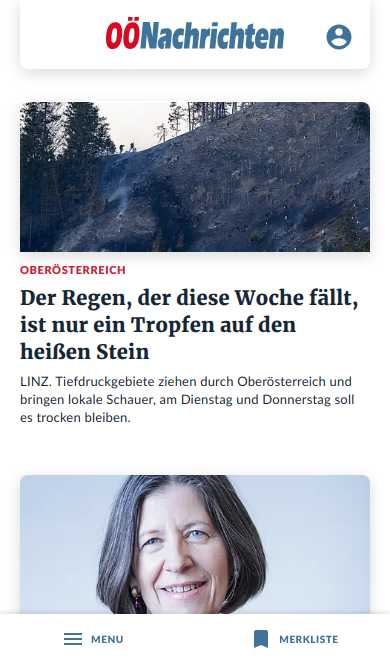 OÖNachrichten
OBERÖSTERREICH
Der Regen, der diese Woche fällt,
ist nur ein Tropfen auf den
heißen Stein
LINZ. Tiefdruckgebiete ziehen durch Oberösterreich und
bringen lokale Schauer, am Dienstag und Donnerstag soll
es trocken bleiben.
MENU
MERKLISTE